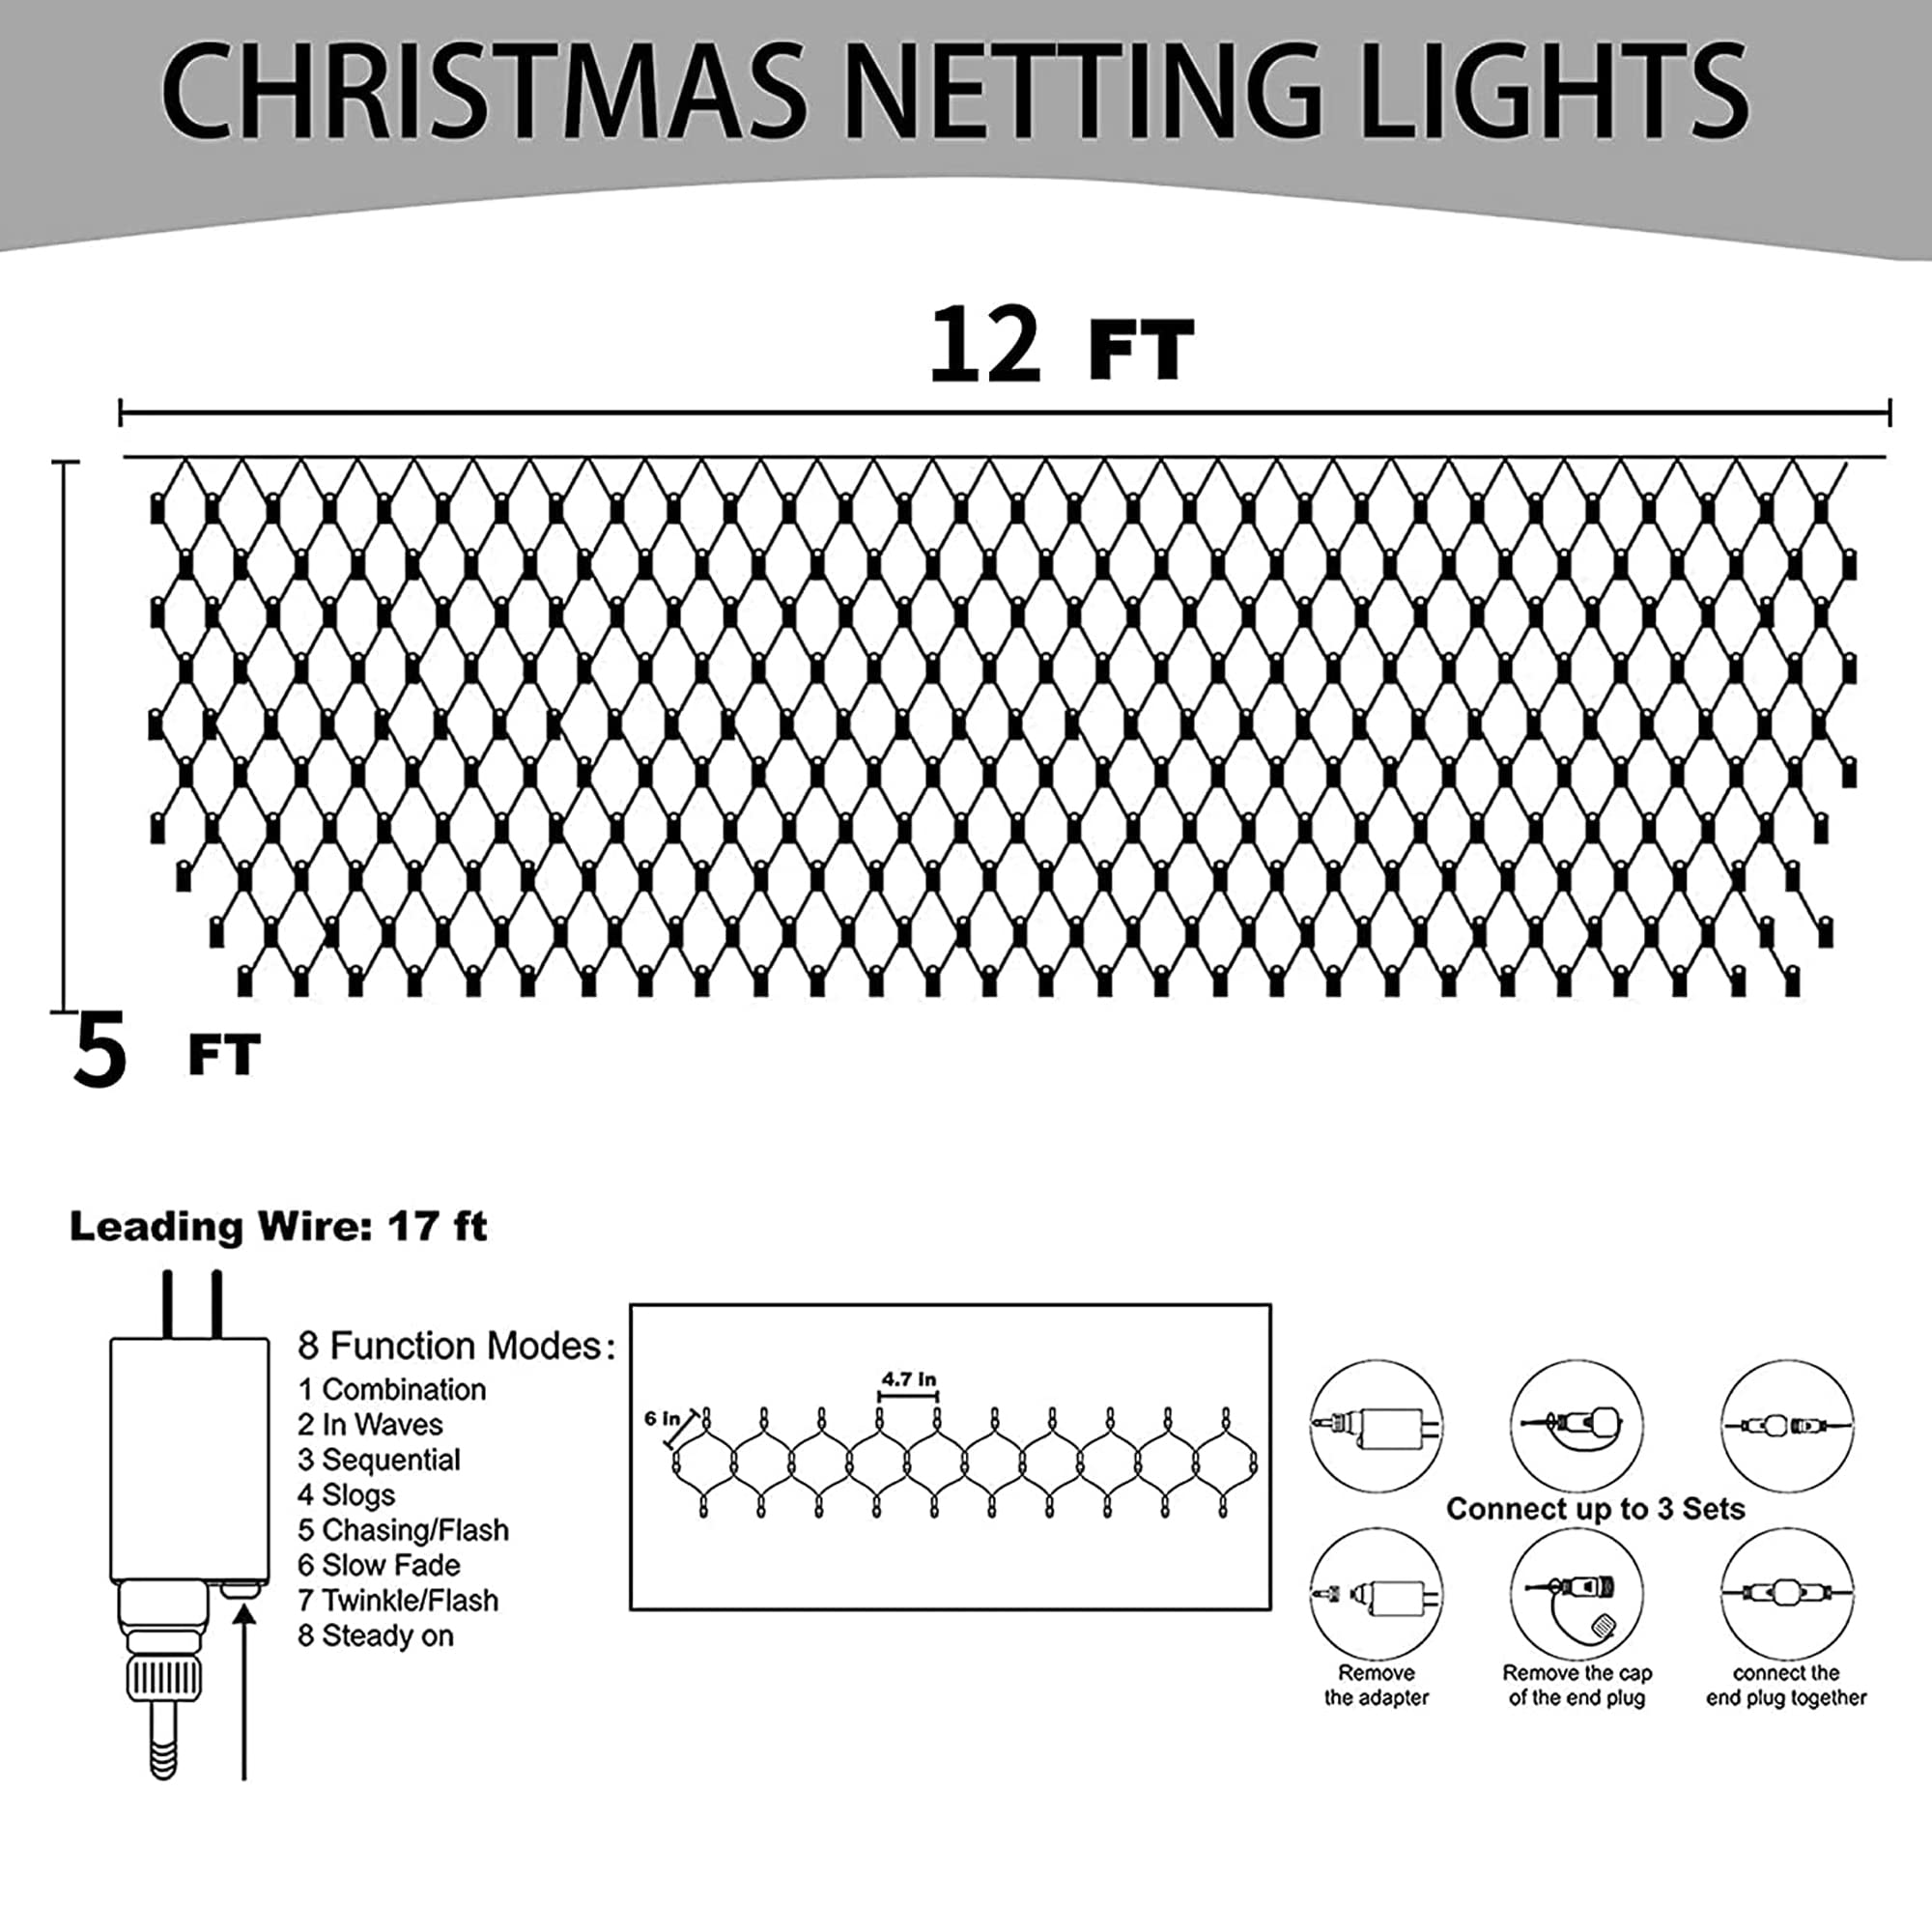 CHRISTMAS NETTING LIGHTS
12 FT
5 FT
Leading Wire: 17 ft
8 Function Modes:
1 Combination
2 In Waves
3 Sequential
4 Slogs
5 Chasing/Flash
6 Slow Fade
7 Twinkle/Flash
8 Steady on
4.7 in
6 in
Connect up to 3 Sets
Remove
the adapter
Remove the cap
of the end plug
connect the
end plug together